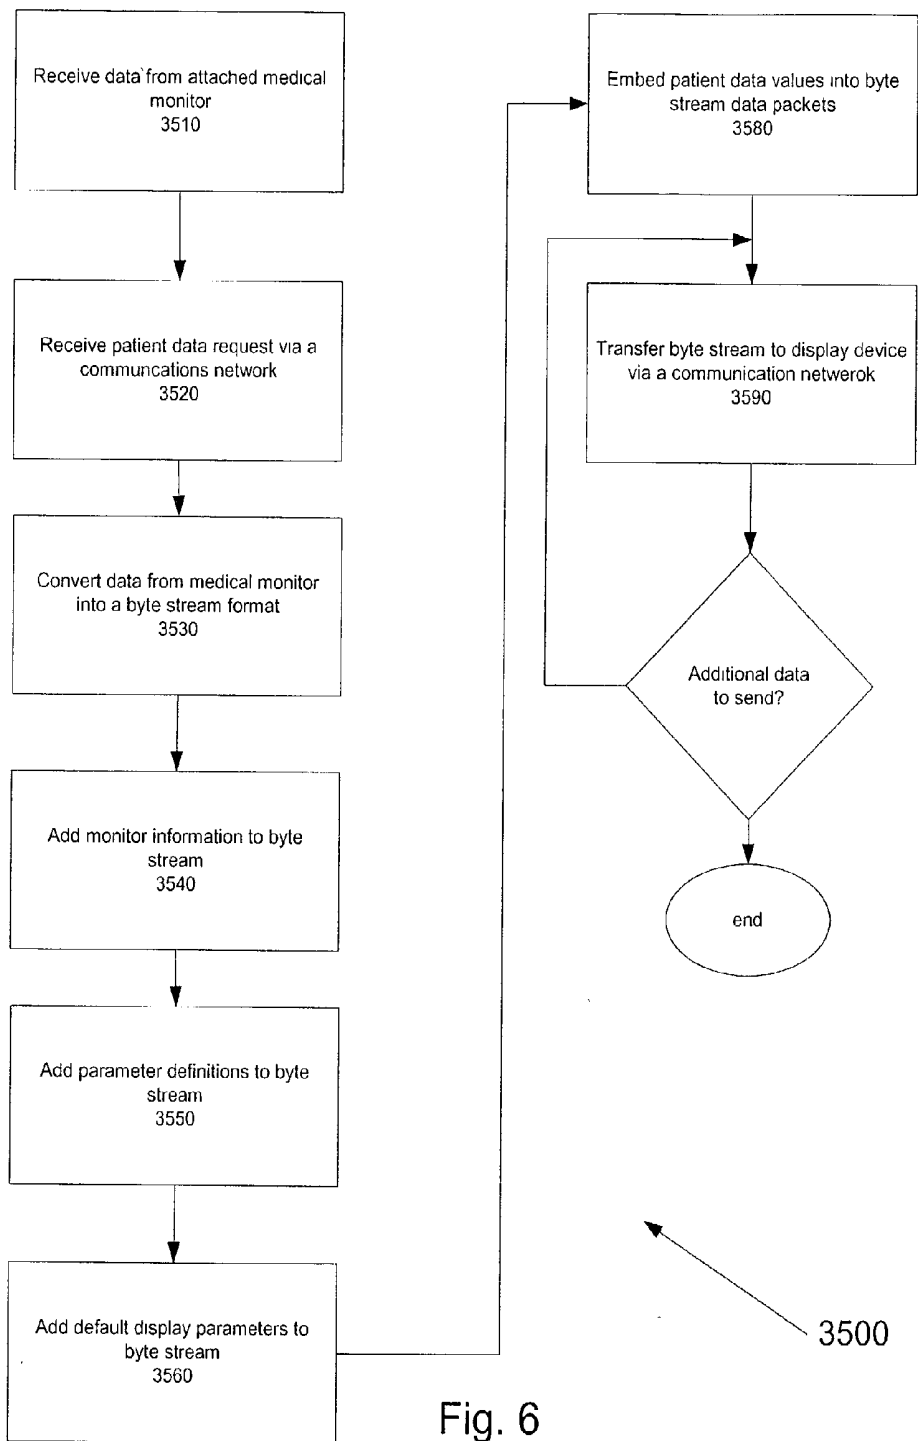 Receive data from attached medical
monitor
3510
Receive patient data request via a
communcations network
3520
Convert data from medical monitor
into a byte stream format
3530
Add monitor information to byte
stream
3540
Add parameter definitions to byte
stream
3550
Add default display parameters to
byte stream
3560
Embed patient data values into byte
stream data packets
3580
Transfer byte stream to display device
via a communication netwerok
3590
Additional data
to send?
end
3500
Fig. 6